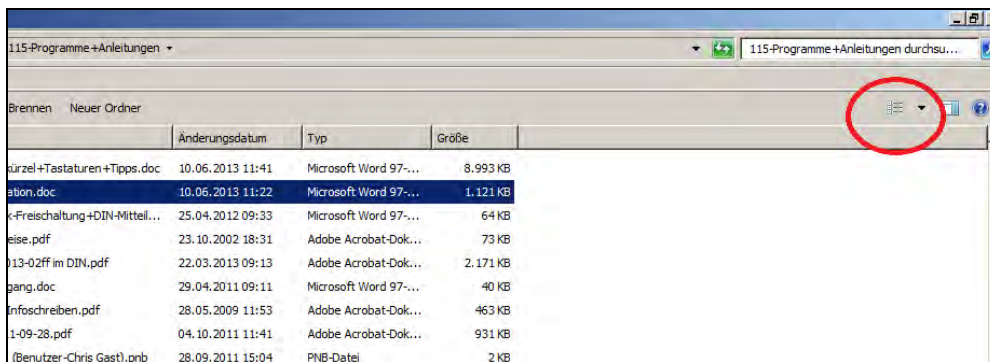 115-Programme+Anleitungen
115-Programme+Anleitungen durchsu...
Brennen Neuer Ordner
Änderungsdatum Typ Größe
kürzel+Tastaturen+Tipps.doc 10.06.2013 11:41 Microsoft Word 97-... 8.993 KB
ation.doc 10.06.2013 11:22 Microsoft Word 97-... 1.121 KB
k-Freischaltung+DIN-Mitteil... 25.04.2012 09:33 Microsoft Word 97-... 64 KB
eise.pdf 23.10.2002 18:31 Adobe Acrobat-Dok... 73 KB
013-02ff im DIN.pdf 22.03.2013 09:13 Adobe Acrobat-Dok... 2.171 KB
gang.doc 29.04.2011 09:11 Microsoft Word 97-... 40 KB
Infoschreiben.pdf 28.05.2009 11:53 Adobe Acrobat-Dok... 463 KB
1-09-28.pdf 04.10.2011 11:41 Adobe Acrobat-Dok... 931 KB
(Benutzer-Chris Gast).pnb 28.09.2011 15:04 PNB-Datei 2 KB